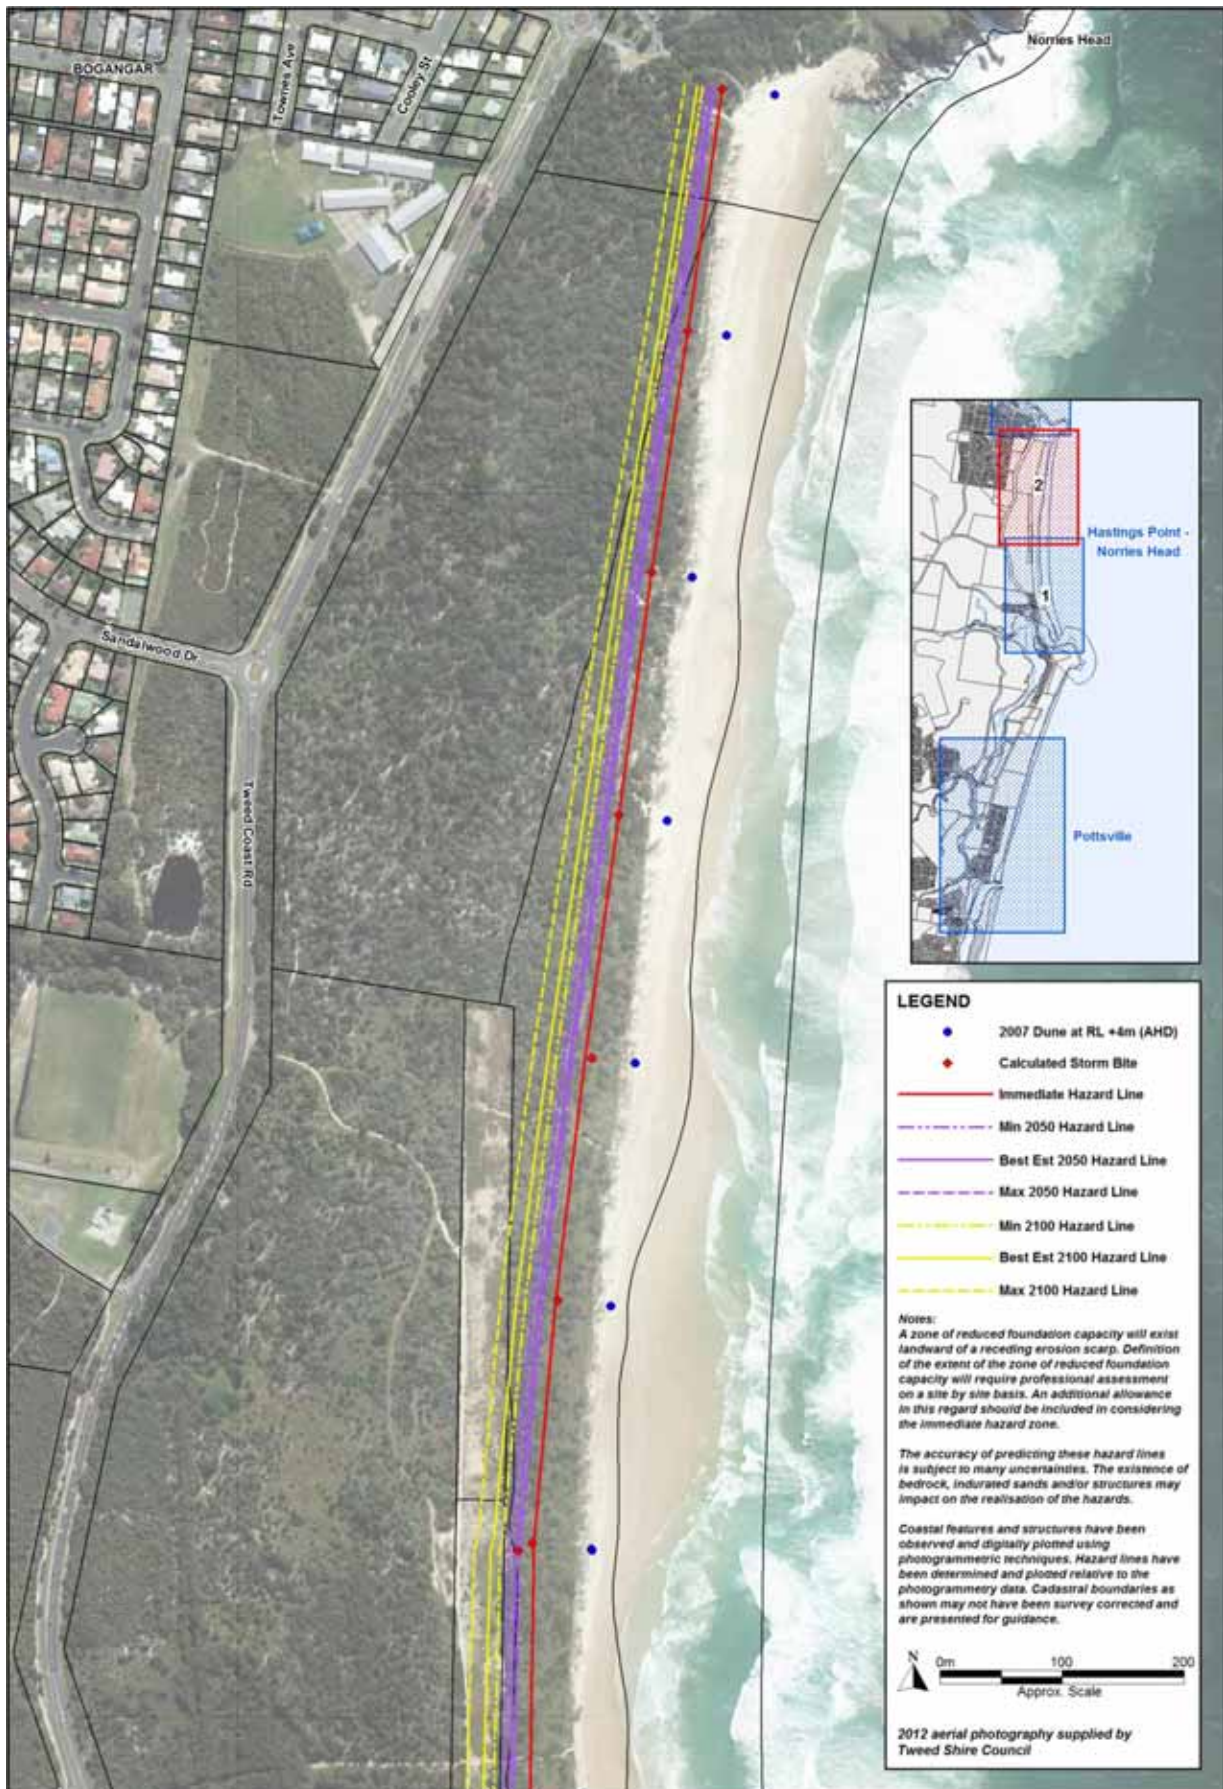 Norries Head
BOGANGAR
Townes Ave
Cooley St
Sandalwood Dr
Tweed Coast Rd
2
Hastings Point -
Norries Head
1
Pottsville
LEGEND
2007 Dune at RL +4m (AHD)
Calculated Storm Bite
Immediate Hazard Line
Min 2050 Hazard Line
Best Est 2050 Hazard Line
Max 2050 Hazard Line
Min 2100 Hazard Line
Best Est 2100 Hazard Line
Max 2100 Hazard Line
Notes:
A zone of reduced foundation capacity will exist
landward of a receding erosion scarp. Definition
of the extent of the zone of reduced foundation
capacity will require professional assessment
on a site by site basis. An additional allowance
in this regard should be included in considering
the immediate hazard zone.
The accuracy of predicting these hazard lines
is subject to many uncertainties. The existence of
bedrock, indurated sands and/or structures may
impact on the realisation of the hazards.
Coastal features and structures have been
observed and digitally plotted using
photogrammetric techniques. Hazard lines have
been determined and plotted relative to the
photogrammetry data. Cadastral boundaries as
shown may not have been survey corrected and
are presented for guidance.
N
0m 100 200
Approx. Scale
2012 aerial photography supplied by
Tweed Shire Council